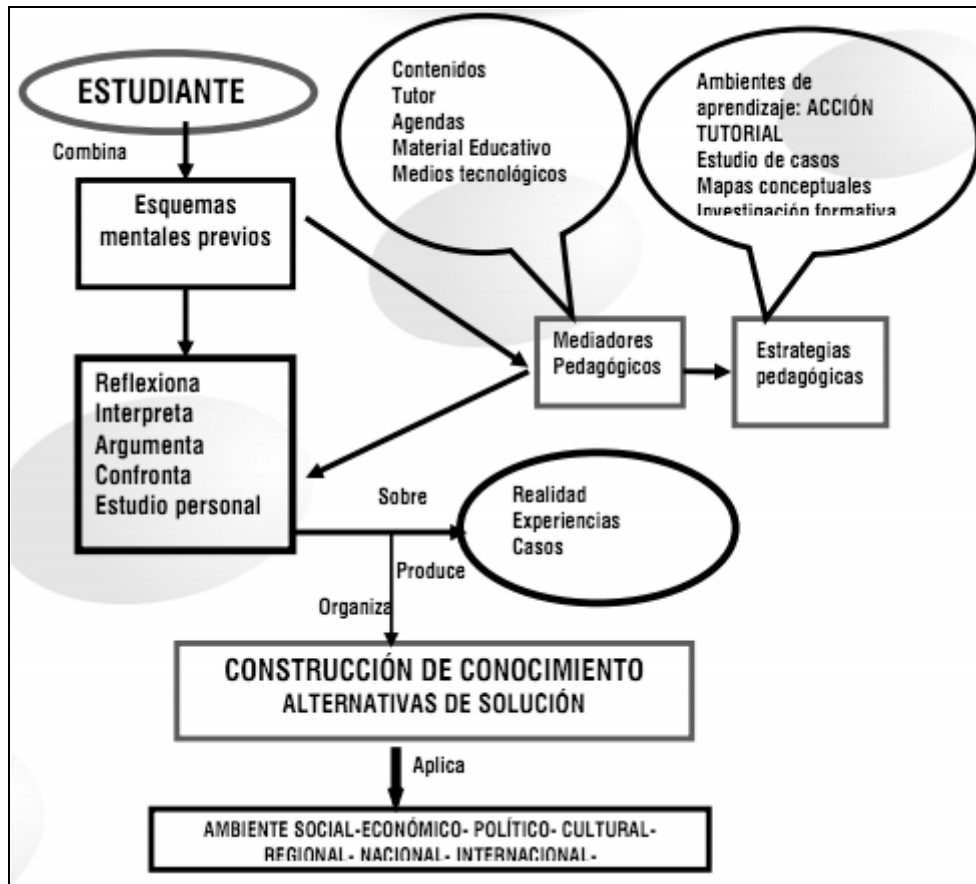 ESTUDIANTE
Combina
Esquemas
mentales previos
Contenidos
Tutor
Agendas
Material Educativo
Medios tecnológicos
Ambientes de
aprendizaje: ACCIÓN
TUTORIAL
Estudio de casos
Mapas conceptuales
Investigación formativa
Mediadores
Pedagógicos
Estrategias
pedagógicas
Reflexiona
Interpreta
Argumenta
Confronta
Estudio personal
Sobre
Realidad
Experiencias
Casos
Produce
Organiza
CONSTRUCCIÓN DE CONOCIMIENTO
ALTERNATIVAS DE SOLUCIÓN
Aplica
AMBIENTE SOCIAL-ECONÓMICO- POLÍTICO- CULTURAL-
REGIONAL- NACIONAL- INTERNACIONAL-